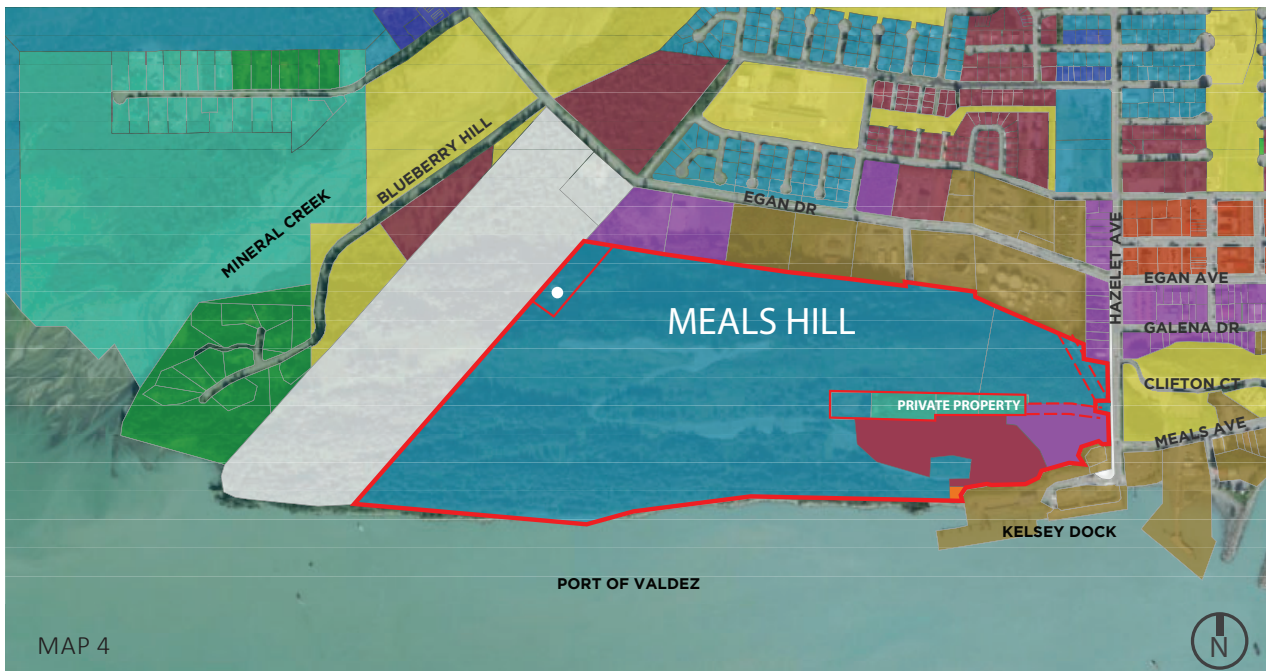 BLUEBERRY HILL
MINERAL CREEK
EGAN DR
HAZELET AVE
EGAN AVE
MEALS HILL
GALENA DR
CLIFTON CT
PRIVATE PROPERTY
MEALS AVE
KELSEY DOCK
PORT OF VALDEZ
MAP 4
N